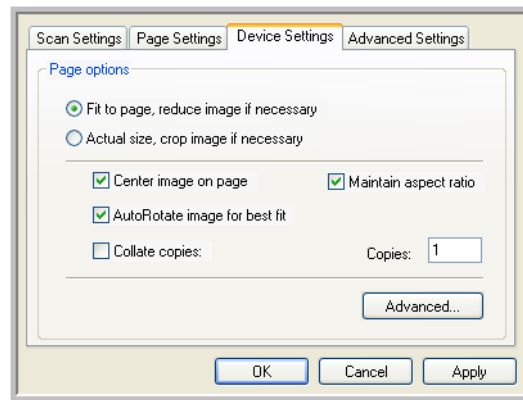 Scan Settings Page Settings Device Settings Advanced Settings
Page options
Fit to page, reduce image if necessary
Actual size, crop image if necessary
Center image on page Maintain aspect ratio
AutoRotate image for best fit
Collate copies: Copies: 1
Advanced...
OK Cancel Apply